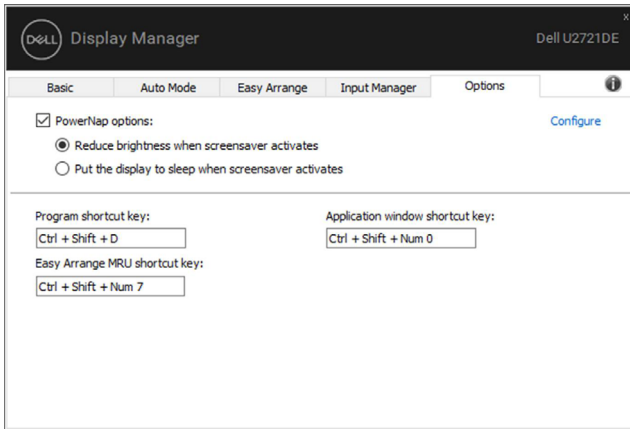 DELL Display Manager
Dell U2721DE
x
Basic Auto Mode Easy Arrange Input Manager Options i
PowerNap options: Configure
Reduce brightness when screensaver activates
Put the display to sleep when screensaver activates
Program shortcut key: Application window shortcut key:
Ctrl + Shift + D Ctrl + Shift + Num 0
Easy Arrange MRU shortcut key:
Ctrl + Shift + Num 7